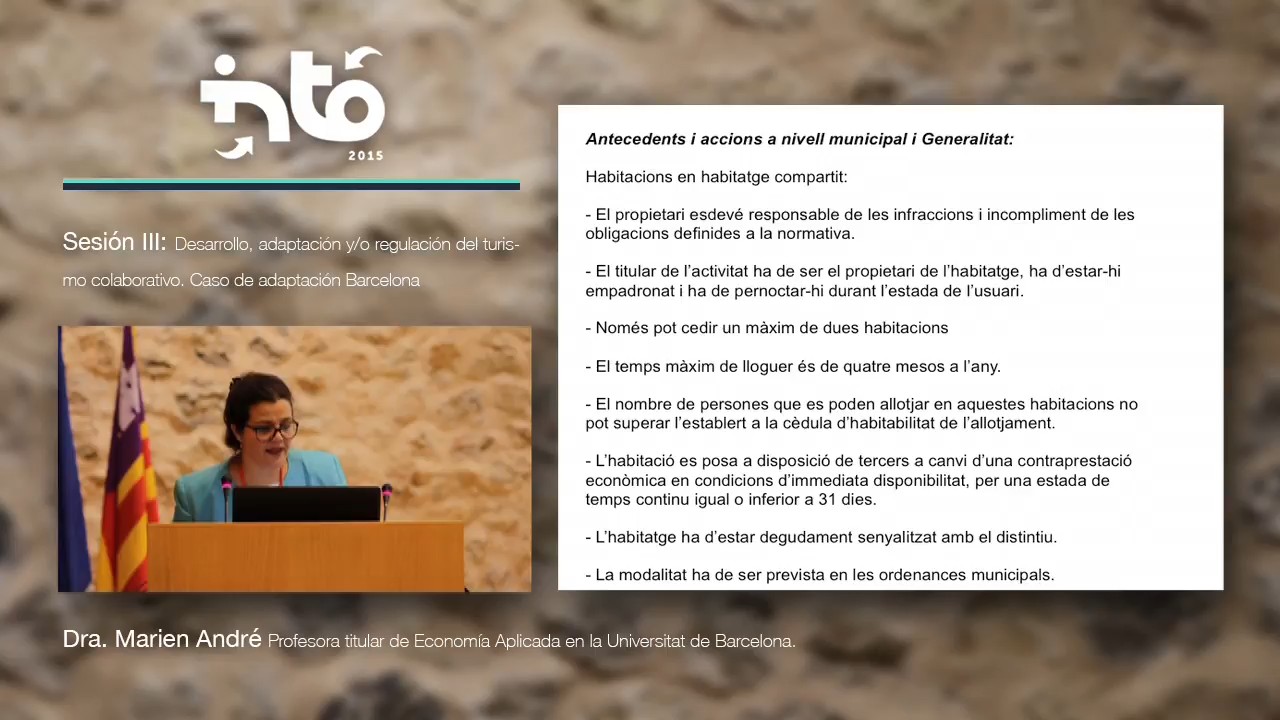 into
2015
Sesión III: Desarrollo, adaptación y/o regulación del turis-
mo colaborativo. Caso de adaptación Barcelona
Antecedents i accions a nivell municipal i Generalitat:
Habitacions en habitatge compartit:
- El propietari esdevé responsable de les infraccions i incompliment de les
obligacions definides a la normativa.
- El titular de l’activitat ha de ser el propietari de l’habitatge, ha d’estar-hi
empadronat i ha de pernoctar-hi durant l’estada de l’usuari.
- Només pot cedir un màxim de dues habitacions
- El temps màxim de lloguer és de quatre mesos a l’any.
- El nombre de persones que es poden allotjar en aquestes habitacions no
pot superar l’establert a la cèdula d’habitabilitat de l’allotjament.
- L’habitació es posa a disposició de tercers a canvi d’una contraprestació
econòmica en condicions d’immediata disponibilitat, per una estada de
temps continu igual o inferior a 31 dies.
- L’habitatge ha d’estar degudament senyalitzat amb el distintiu.
- La modalitat ha de ser prevista en les ordenances municipals.
Dra. Marien André Profesora titular de Economía Aplicada en la Universitat de Barcelona.